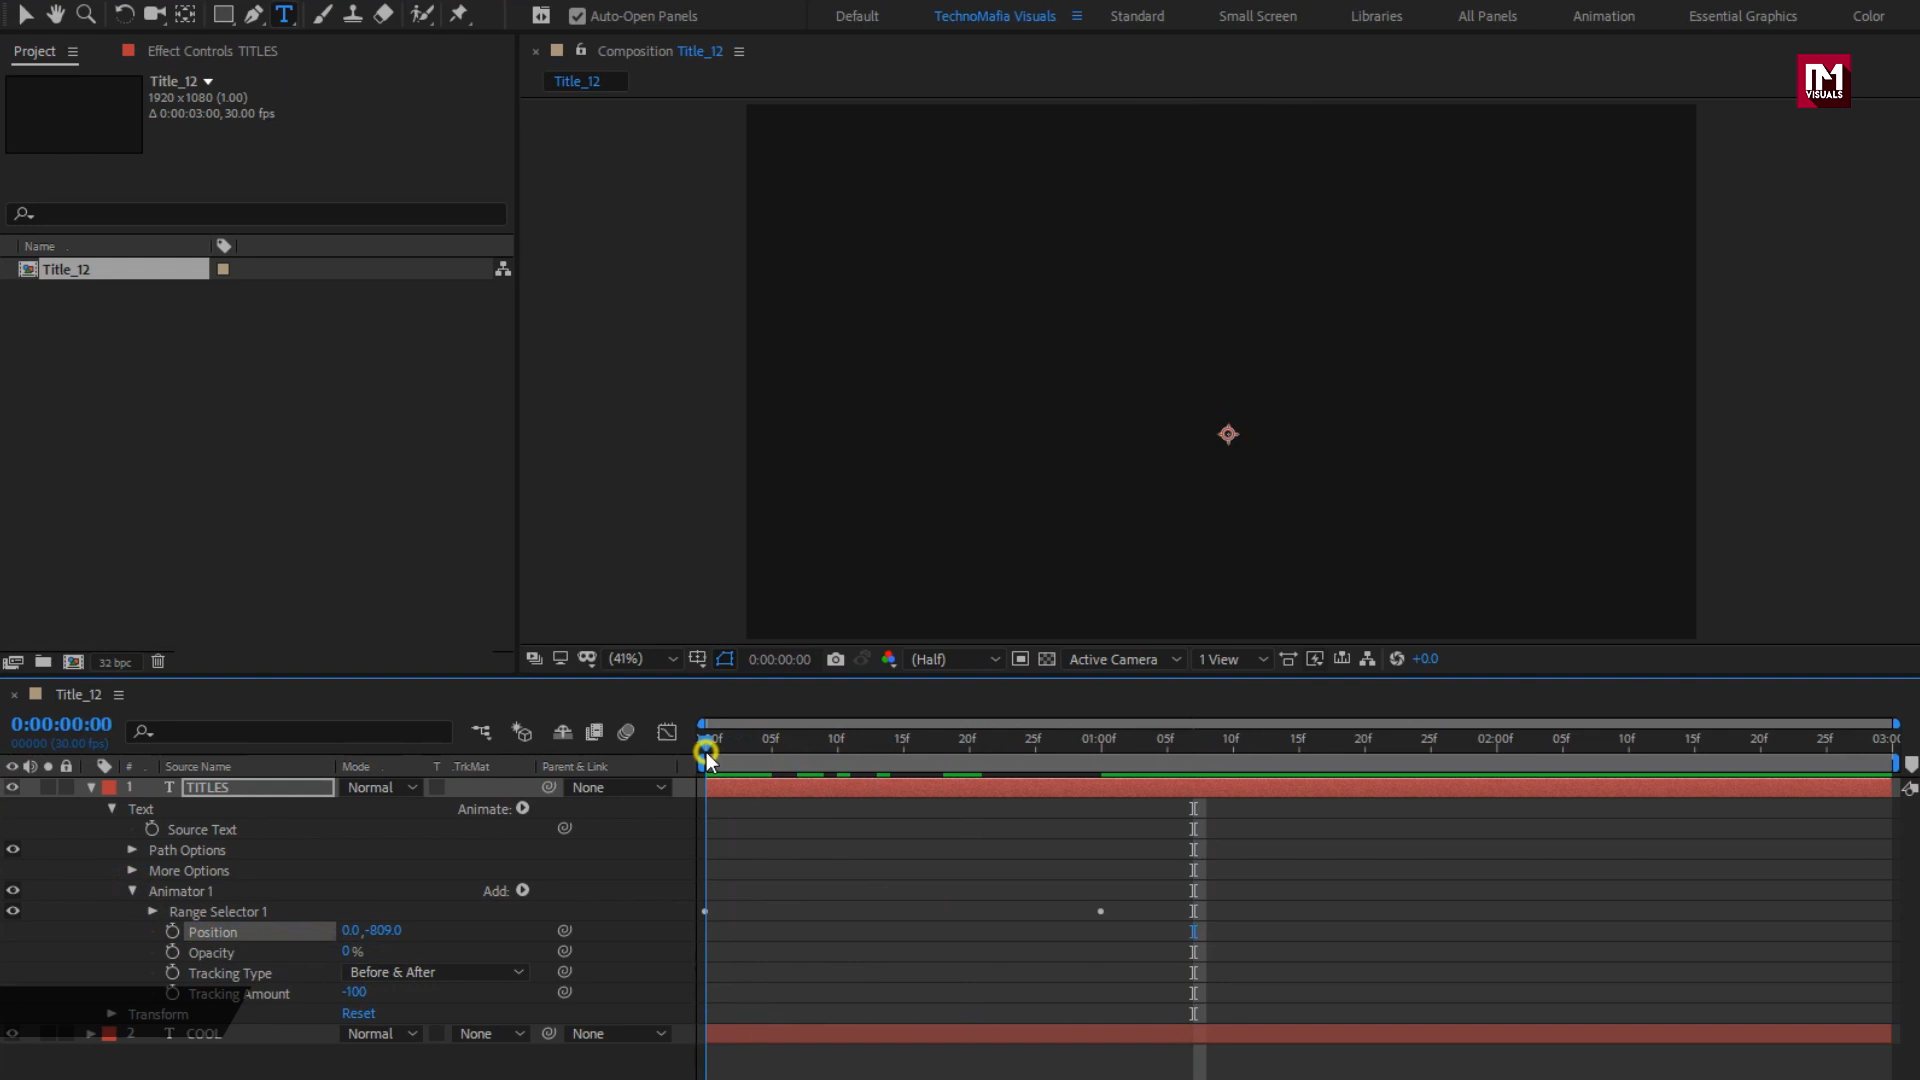 Auto-Open Panels
Default
TechnoMafia Visuals
Standard
Small Screen
Libraries
All Panels
Animation
Essential Graphics
Color
Project
Effect Controls TITLES
Composition Title_12
Title_12
1920 x1080 (1.00)
Δ 0:00:03:00, 30.00 fps
Title_12
VISUALS
Name
Title_12
32 bpc
(41%)
0:00:00:00
(Half)
Active Camera
1 View
+0.0
Title_12
0:00:00:00
00000 (30.00 fps)
05f
10f
15f
20f
25f
01:00f
05f
10f
15f
20f
25f
02:00f
05f
10f
15f
20f
25f
#
Source Name
Mode
T
.TrkMat
Parent & Link
1
T
TITLES
Normal
None
Text
Animate:
Source Text
Path Options
More Options
Animator 1
Add:
Range Selector 1
Position
0.0,-809.0
Opacity
0 %
Tracking Type
Before & After
Tracking Amount
-100
Transform
Reset
2
T
COOL
Normal
None
None